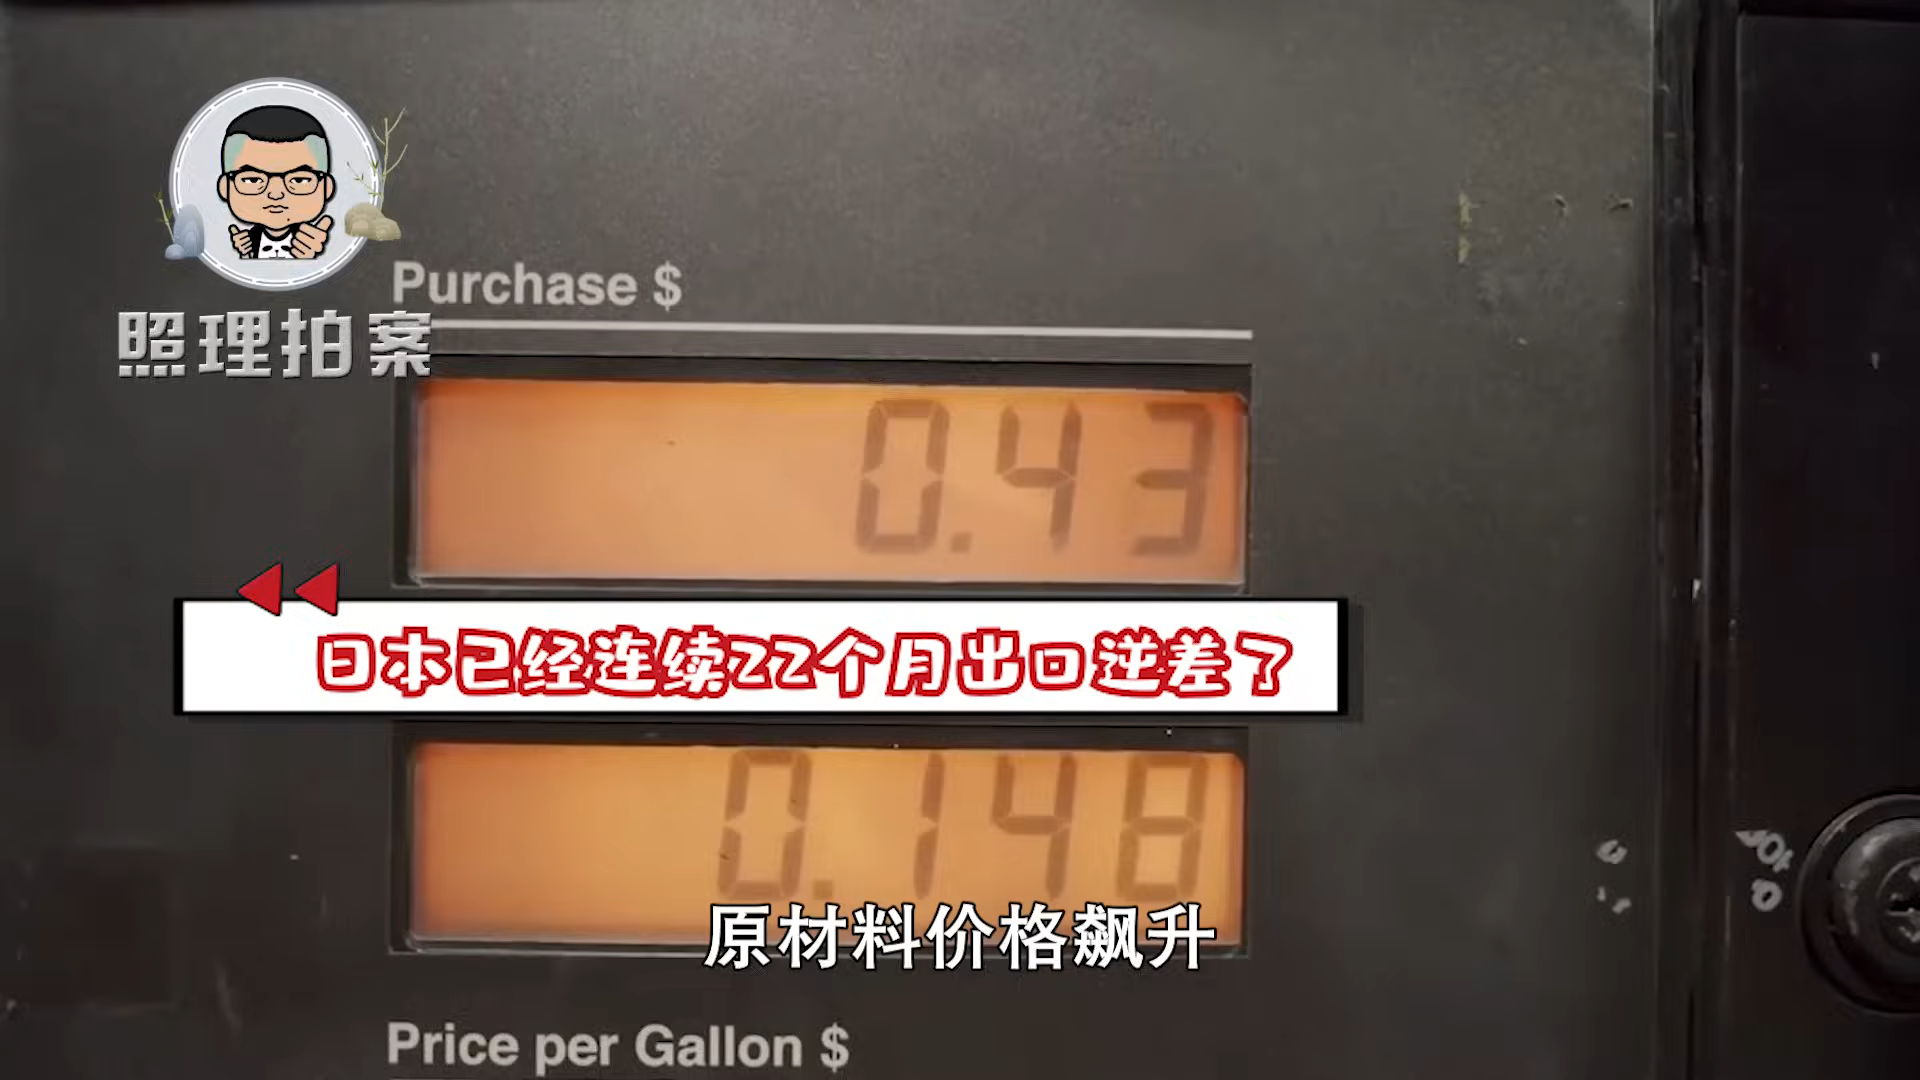 Purchase $
照理拍案
0.43
日本已经连续22个月出口逆差了
0.148
原材料价格飙升
Price per Gallon $